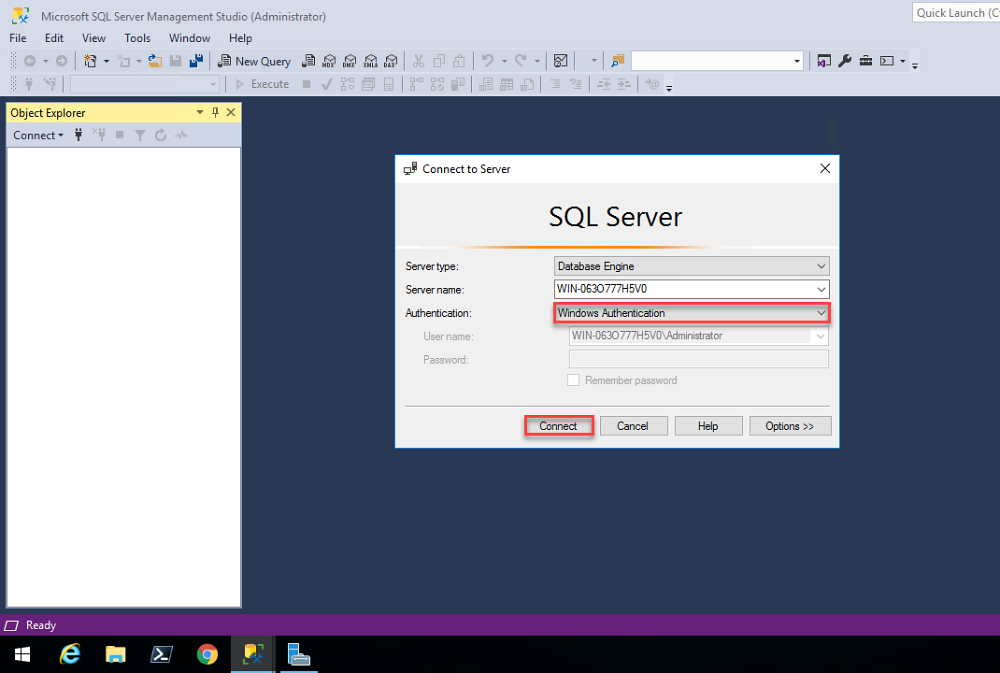 Microsoft SQL Server Management Studio (Administrator)
Quick Launch (C
File Edit View Tools Window Help
New Query MDX DMX XMLA DAX
Execute
Object Explorer
Connect
Connect to Server
SQL Server
Server type: Database Engine
Server name: WIN-063O777H5V0
Authentication: Windows Authentication
User name: WIN-063O777H5V0\Administrator
Password:
Remember password
Connect Cancel Help Options >>
Ready